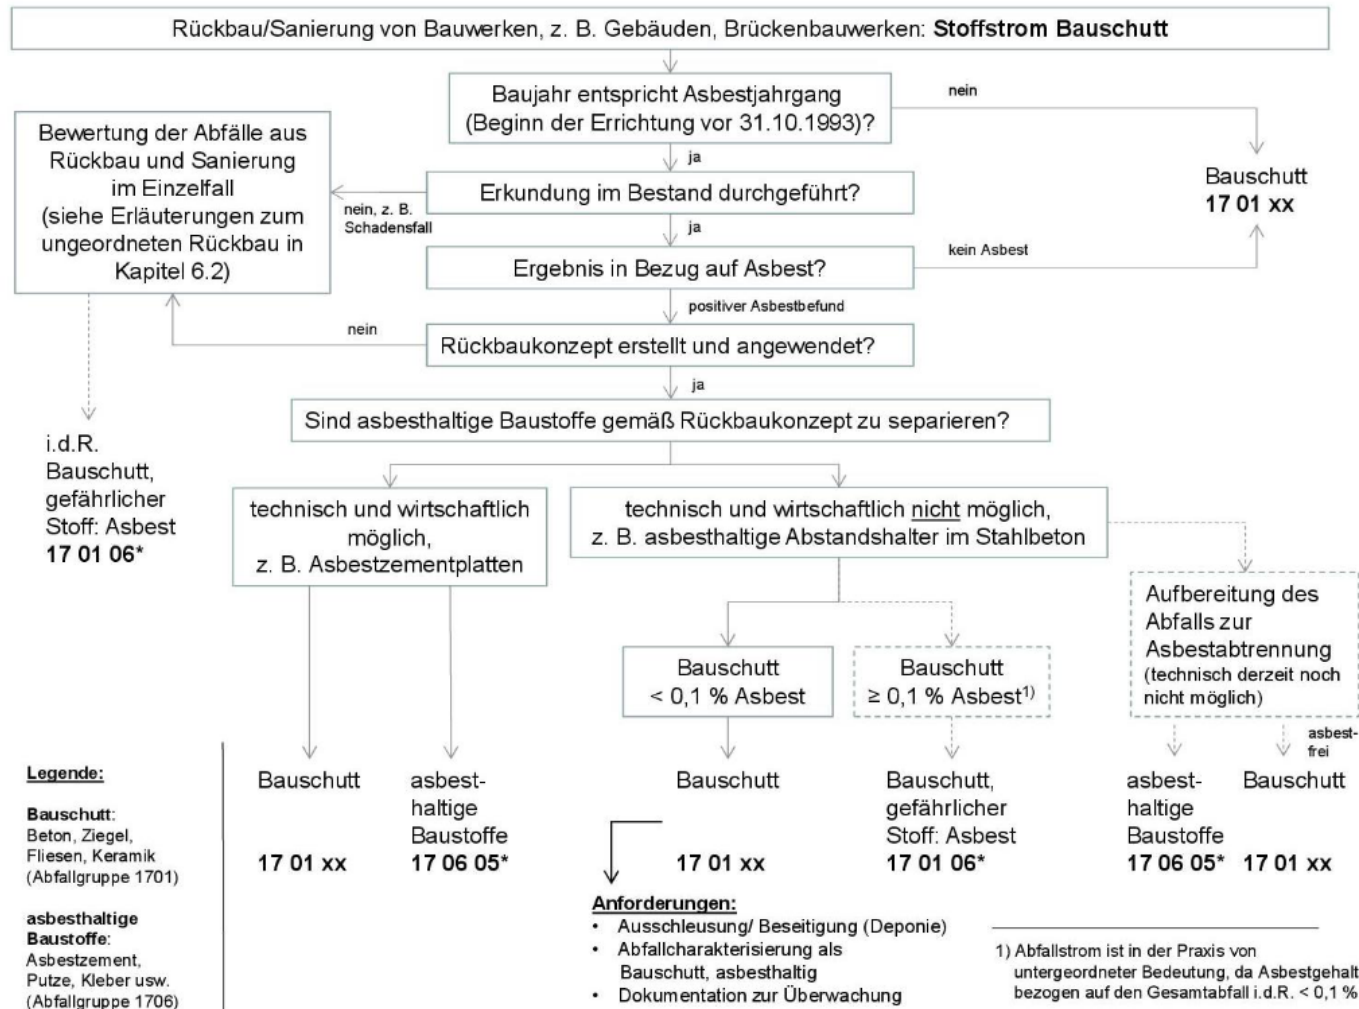 Rückbau/Sanierung von Bauwerken, z. B. Gebäuden, Brückenbauwerken: Stoffstrom Bauschutt
Baujahr entspricht Asbestjahrgang
(Beginn der Errichtung vor 31.10.1993)?
nein
ja
Bauschutt
17 01 xx
Erkundung im Bestand durchgeführt?
nein, z. B.
Schadensfall
ja
Bewertung der Abfälle aus
Rückbau und Sanierung
im Einzelfall
(siehe Erläuterungen zum
ungeordneten Rückbau in
Kapitel 6.2)
Ergebnis in Bezug auf Asbest?
kein Asbest
positiver Asbestbefund
Rückbaukonzept erstellt und angewendet?
nein
ja
Sind asbesthaltige Baustoffe gemäß Rückbaukonzept zu separieren?
i.d.R.
Bauschutt,
gefährlicher
Stoff: Asbest
17 01 06*
technisch und wirtschaftlich
möglich,
z. B. Asbestzementplatten
technisch und wirtschaftlich nicht möglich,
z. B. asbesthaltige Abstandshalter im Stahlbeton
Bauschutt
< 0,1 % Asbest
Bauschutt
≥ 0,1 % Asbest1)
Aufbereitung des
Abfalls zur
Asbestabtrennung
(technisch derzeit noch
nicht möglich)
asbest-
frei
Bauschutt
17 01 xx
asbest-
haltige
Baustoffe
17 06 05*
Bauschutt
17 01 xx
Bauschutt,
gefährlicher
Stoff: Asbest
17 01 06*
asbest-
haltige
Baustoffe
17 06 05*
Bauschutt
17 01 xx
Legende:
Bauschutt:
Beton, Ziegel,
Fliesen, Keramik
(Abfallgruppe 1701)
asbesthaltige
Baustoffe:
Asbestzement,
Putze, Kleber usw.
(Abfallgruppe 1706)
Anforderungen:
• Ausschleusung/ Beseitigung (Deponie)
• Abfallcharakterisierung als
Bauschutt, asbesthaltig
• Dokumentation zur Überwachung
1) Abfallstrom ist in der Praxis von
untergeordneter Bedeutung, da Asbestgehalt
bezogen auf den Gesamtabfall i.d.R. < 0,1 %